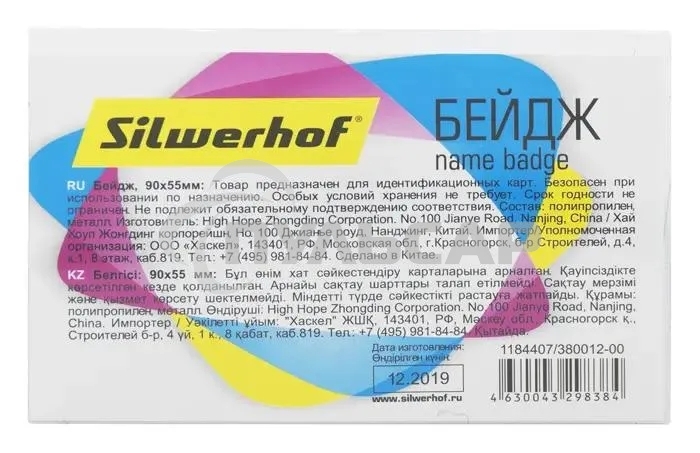 Silwerhof®
БЕЙДЖ
name badge
RU Бейдж, 90x55мм: Товар предназначен для идентификационных карт. Безопасен при
использовании по назначению. Особых условий хранения не требует. Срок годности не
ограничен. Не подлежит обязательному подтверждению соответствия. Состав: полипропилен,
металл. Изготовитель: High Hope Zhongding Corporation. No.100 Jianye Road, Nanjing, China / Хай
Хоуп Жонгдинг корпорейшн, No.100 Джанье роуд, Нанджинг, Китай. Импортер / Уполномоченная
организация: ООО «Хаскел», 143401, РФ, Московская обл., г.Красногорск, б-р Строителей, д.4,
к.1, 8 этаж, каб.819. Тел.: +7 (495) 981-84-84. Сделано в Китае.
KZ Белгісі: 90x55 мм: Бұл өнім хат сәйкестендіру карталарына арналған. Қауіпсіздікте
көрсетілген кезде қолданылған. Арнайы сақтау шарттары талап етілмейді Сақтау мерзімі
және қызмет көрсету шектелмейді. Міндетті түрде сәйкестікті растауға жатпайды. Құрамы:
полипропилен, металл. Өндіруші: High Hope Zhongding Corporation. No.100 Jianye Road, Nanjing,
China. Импортер / Уәкілетті ұйым: "Хаскел" ЖШҚ, 143401, РФ, Мәскеу обл., Красногорск қ.,
Строителей б-р, 4 үй, 1 к., 8 қабат, каб.819. Тел.: +7 (495) 981-84-84. Қытайда.
Дата изготовления:
Өндірілген күнін:
12.2019
www.silwerhof.ru
1184407/380012-00
4630043298384